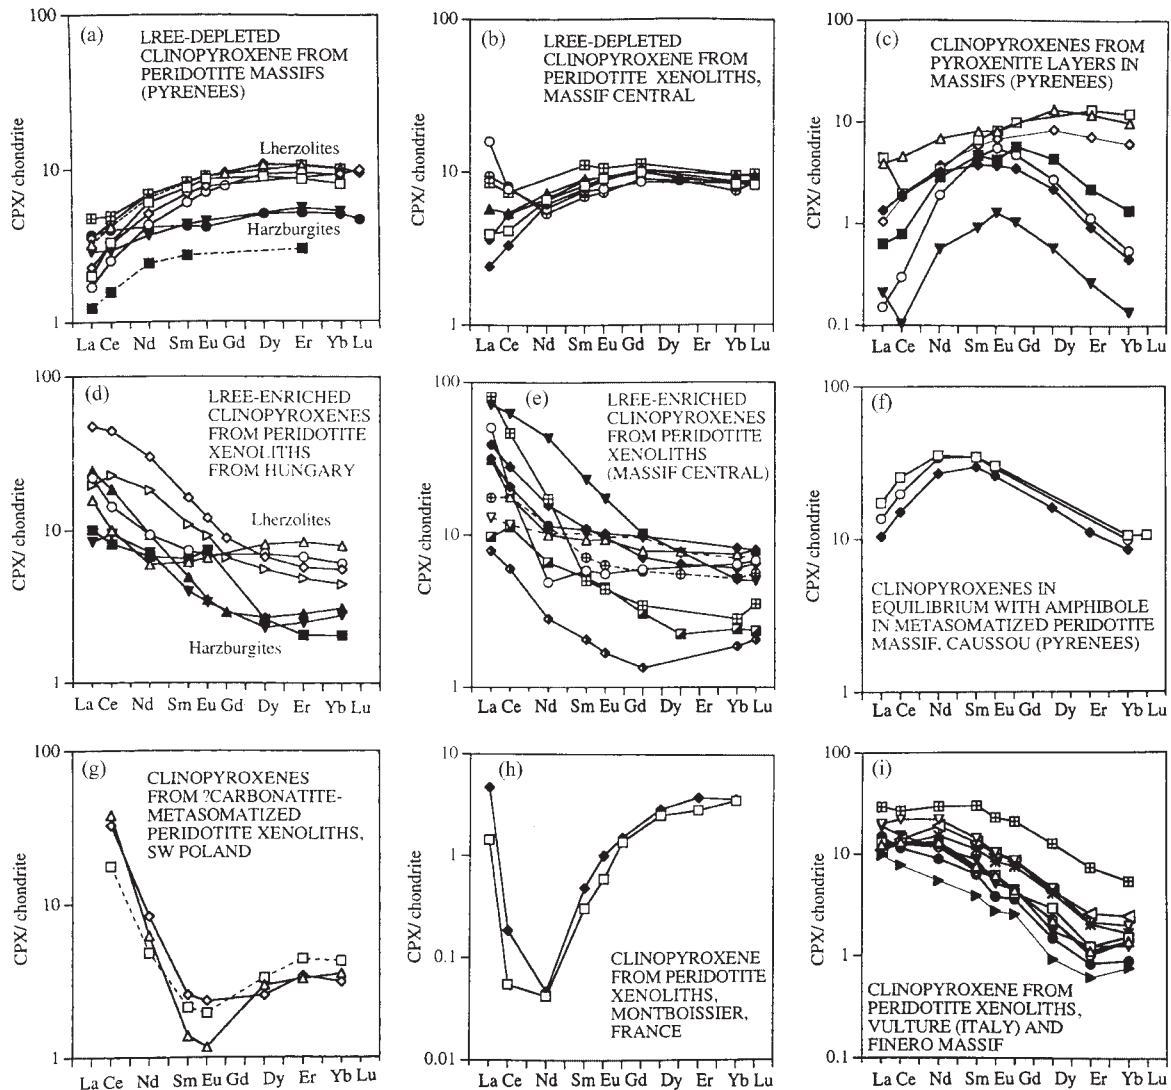 100
(a)
LREE-DEPLETED
CLINOPYROXENE FROM
PERIDOTITE MASSIFS
(PYRENEES)
CPX/ chondrite
10
Lherzolites
Harzburgites
1
La Ce Nd Sm Eu Gd Dy Er Yb Lu
100
(b)
LREE-DEPLETED
CLINOPYROXENE FROM
PERIDOTITE XENOLITHS,
MASSIF CENTRAL
CPX/ chondrite
10
1
La Ce Nd Sm Eu Gd Dy Er Yb Lu
100
(c)
CLINOPYROXENES FROM
PYROXENITE LAYERS IN
MASSIFS (PYRENEES)
CPX/ chondrite
10
1
0.1
La Ce Nd Sm Eu Gd Dy Er Yb Lu
100
(d)
LREE-ENRICHED
CLINOPYROXENES
FROM PERIDOTITE
XENOLITHS
FROM HUNGARY
CPX/ chondrite
10
Lherzolites
Harzburgites
1
La Ce Nd Sm Eu Gd Dy Er Yb Lu
100
(e)
LREE-ENRICHED
CLINOPYROXENES
FROM PERIDOTITE
XENOLITHS
(MASSIF CENTRAL)
CPX/ chondrite
10
1
La Ce Nd Sm Eu Gd Dy Er Yb Lu
100
(f)
CPX/ chondrite
10
CLINOPYROXENES IN
EQUILIBRIUM WITH AMPHIBOLE
IN METASOMATIZED PERIDOTITE
MASSIF, CAUSSOU (PYRENEES)
1
La Ce Nd Sm Eu Gd Dy Er Yb Lu
100
(g)
CLINOPYROXENES
FROM ?CARBONATITE-
METASOMATIZED
PERIDOTITE XENOLITHS,
SW POLAND
CPX/ chondrite
10
1
La Ce Nd Sm Eu Gd Dy Er Yb Lu
10
(h)
CPX/ chondrite
1
0.1
CLINOPYROXENE
FROM PERIDOTITE
XENOLITHS,
MONTBOISSIER,
FRANCE
0.01
La Ce Nd Sm Eu Gd Dy Er Yb Lu
100
(i)
CPX/ chondrite
10
1
CLINOPYROXENE FROM
PERIDOTITE XENOLITHS,
VULTURE (ITALY) AND
FINERO MASSIF
0.1
La Ce Nd Sm Eu Gd Dy Er Yb Lu